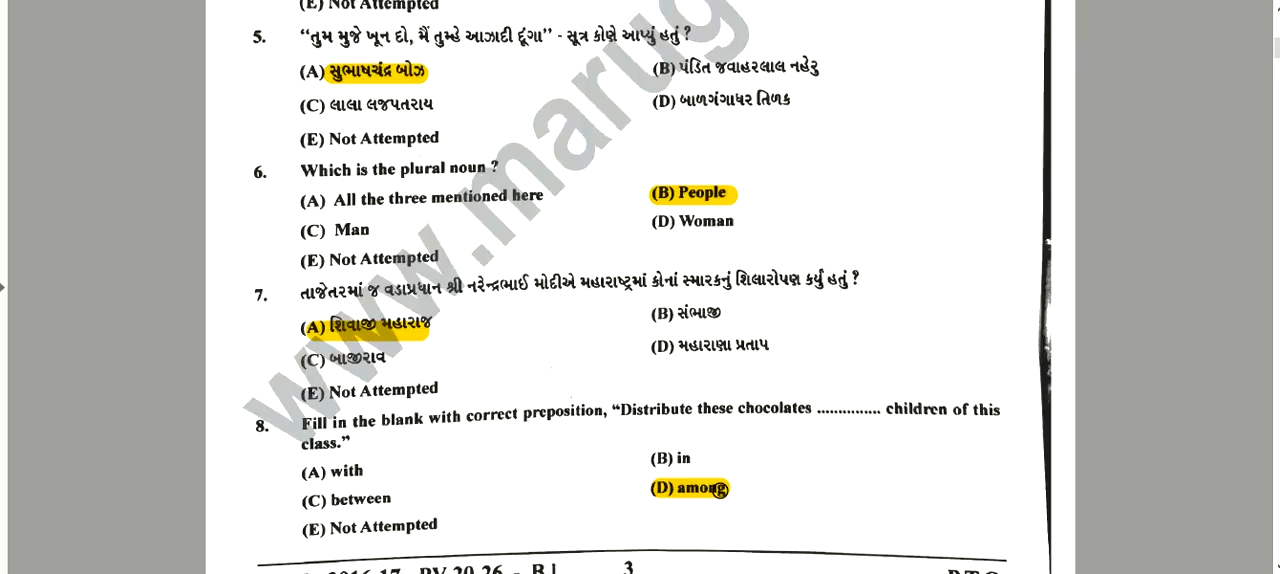 (E) Not Attempted
5. “તુમ મુજે ખૂન દો, મૈં તુમ્હે આઝાદી દૂંગા” - સૂત્ર કોણે આપ્યું હતું ?
(A) સુભાષચંદ્ર બોઝ (B) પંડિત જવાહરલાલ નહેરુ
(C) લાલા લજપતરાય (D) બાળગંગાધર તિળક
(E) Not Attempted
6. Which is the plural noun ?
(A) All the three mentioned here (B) People
(C) Man (D) Woman
(E) Not Attempted
7. તાજેતરમાં જ વડાપ્રધાન શ્રી નરેન્દ્રભાઈ મોદીએ મહારાષ્ટ્રમાં કોનાં સ્મારકનું શિલારોપણ કર્યું હતું ?
(A) શિવાજી મહારાજ (B) સંભાજી
(C) બાજીરાવ (D) મહારાણા પ્રતાપ
(E) Not Attempted
8. Fill in the blank with correct preposition, “Distribute these chocolates ............... children of this
class.”
(A) with (B) in
(C) between (D) among
(E) Not Attempted
3
www.marug